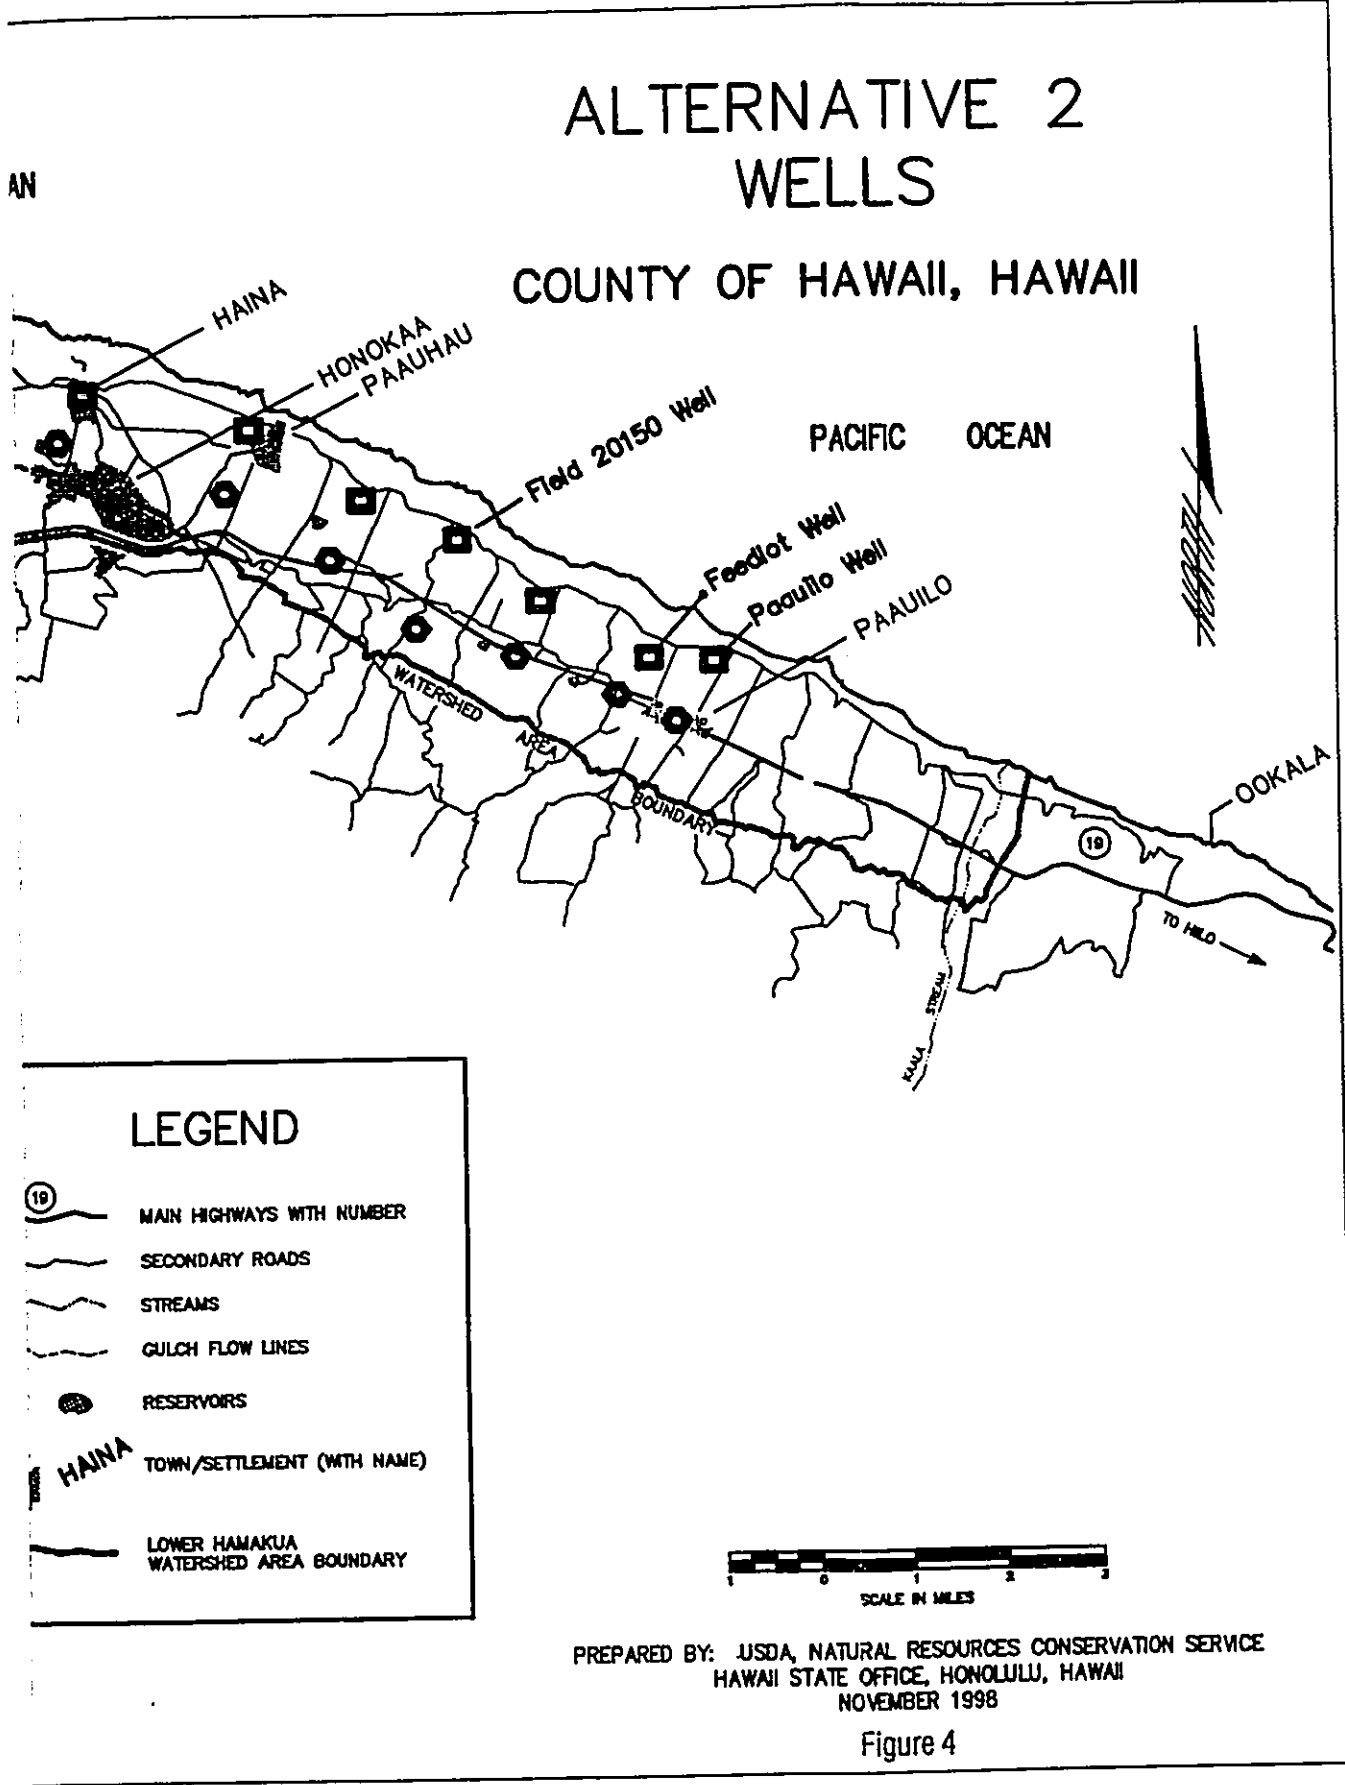 ALTERNATIVE 2
WELLS
AN
COUNTY OF HAWAII, HAWAII
HAINA
HONOKAA
PAAUHAU
Field 20150 Well
PACIFIC OCEAN
Feedlot Well
Paauilo Well
PAAUILO
NORTH
WATERSHED
AREA
BOUNDARY
OOKALA
19
TO HILO
KAALA STREAM
LEGEND
19
MAIN HIGHWAYS WITH NUMBER
SECONDARY ROADS
STREAMS
GULCH FLOW LINES
RESERVOIRS
HAINA
TOWN/SETTLEMENT (WITH NAME)
LOWER HAMAKUA
WATERSHED AREA BOUNDARY
1 0 1 2 3
SCALE IN MILES
PREPARED BY: USDA, NATURAL RESOURCES CONSERVATION SERVICE
HAWAII STATE OFFICE, HONOLULU, HAWAII
NOVEMBER 1998
Figure 4